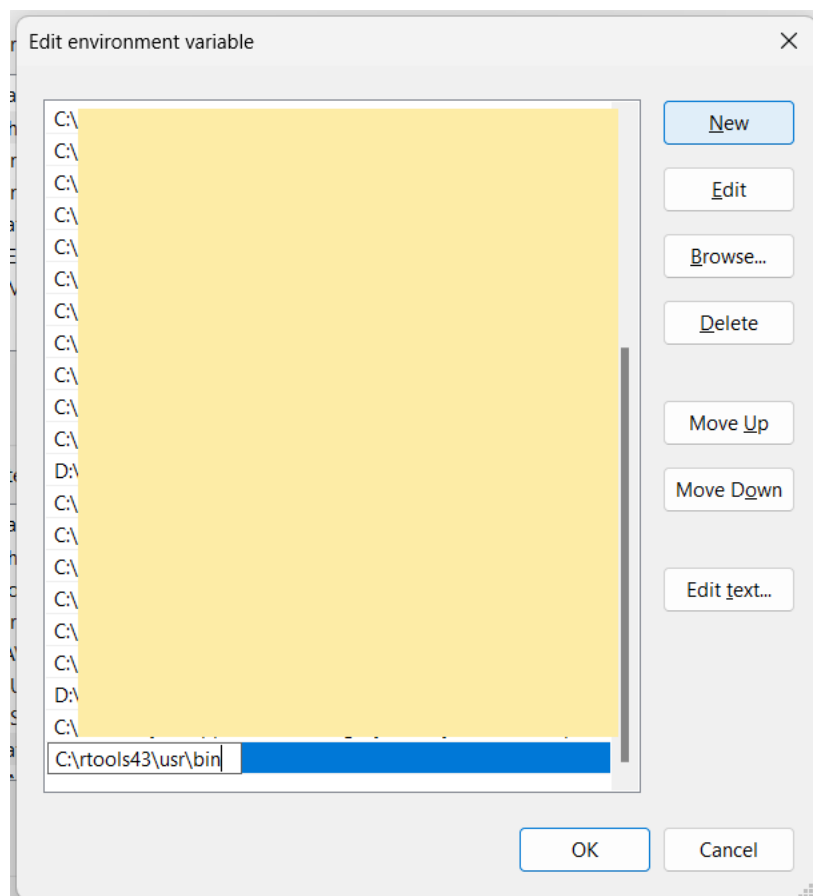 Edit environment variable
C:\
New
C:\
C:\
Edit
C:\
C:\
Browse...
C:\
C:\
Delete
C:\
C:\
C:\
Move Up
C:\
D:\
Move Down
C:\
C:\
C:\
Edit text...
C:\
C:\
C:\
D:\
C:\
C:\rtools43\usr\bin
OK
Cancel